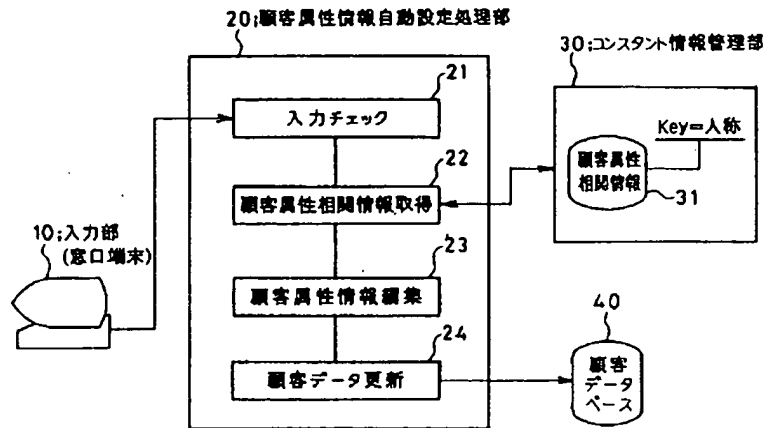 20;顧客属性情報自動設定処理部
21
入力チェック
22
顧客属性相関情報取得
23
顧客属性情報編集
24
顧客データ更新
10;入力部
(窓口端末)
30;コンスタント情報管理部
Key=人称
顧客属性
相関情報
31
40
顧客
データ
ベース